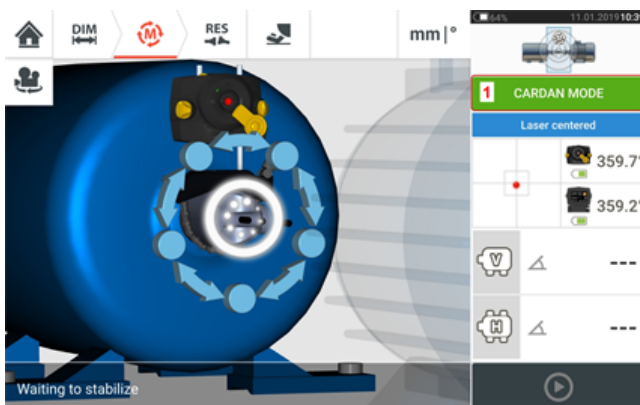 DIM
M
RES
mm|°
64%
11.01.2019 10:39
1 CARDAN MODE
Laser centered
359.7°
359.2°
V
---
H
---
Waiting to stabilize